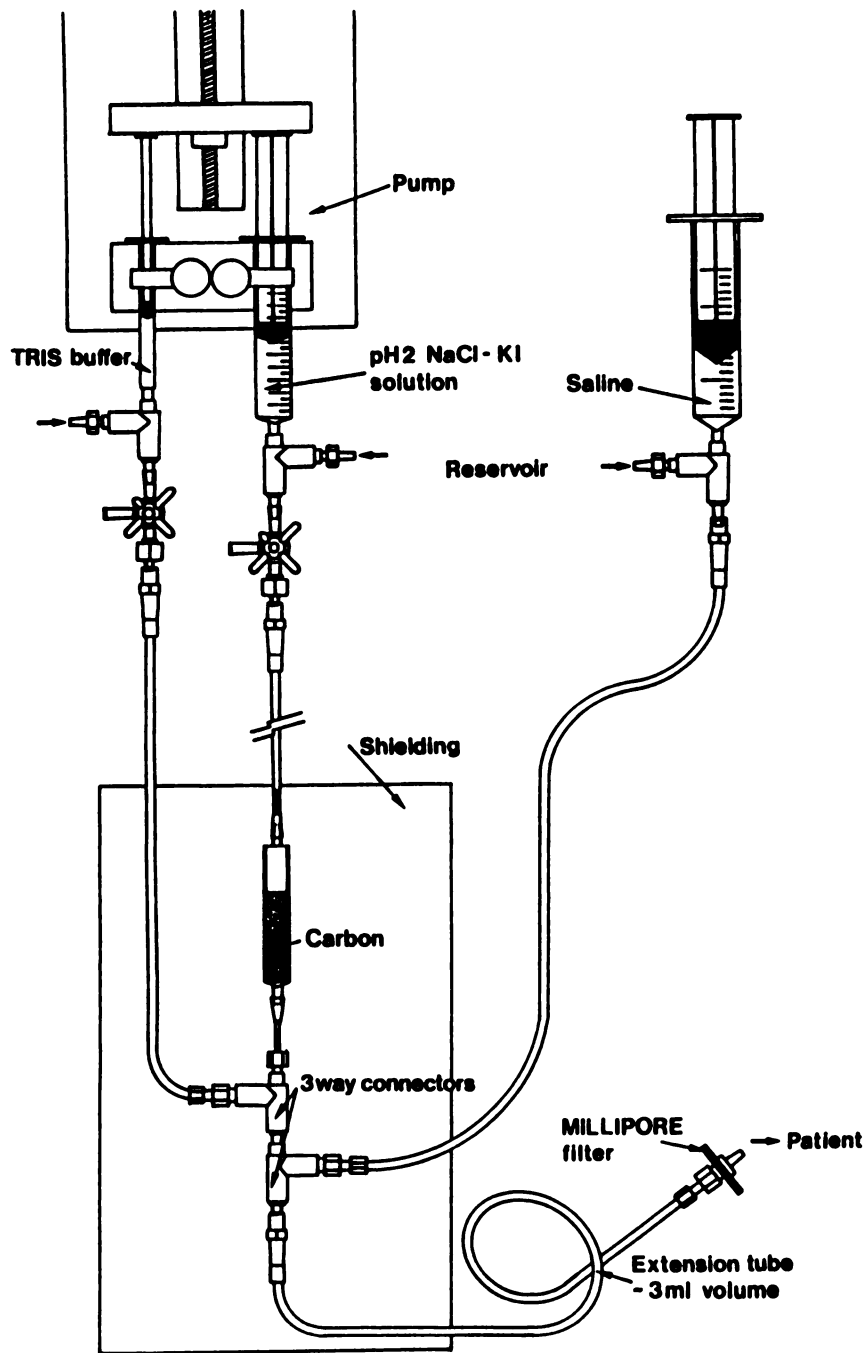 Pump
TRIS buffer
pH2 NaCl-KI
solution
Saline
Reservoir
Shielding
Carbon
3way connectors
MILLIPORE
filter
Patient
Extension tube
~3ml volume